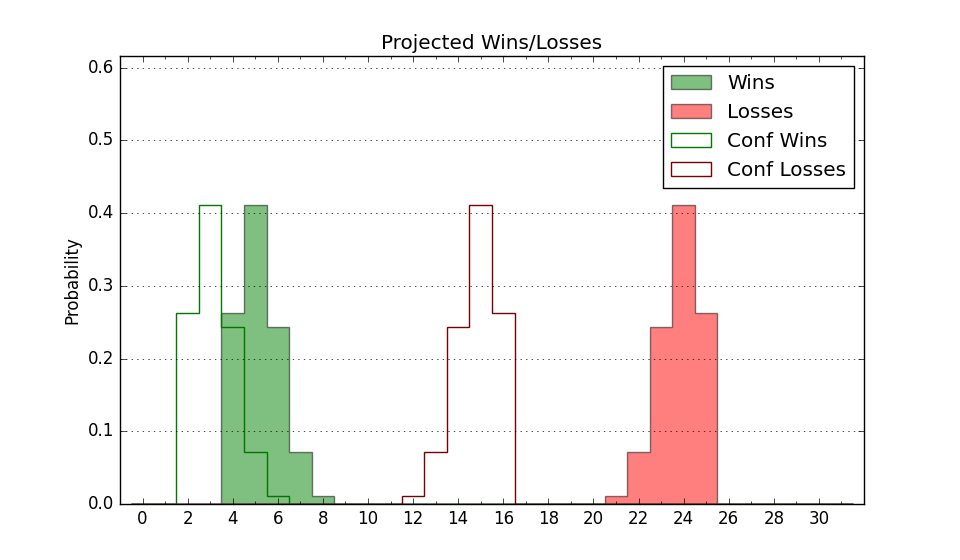 Projected Wins/Losses
Wins
Losses
Conf Wins
Conf Losses
Probability
0.6
0.5
0.4
0.3
0.2
0.1
0.0
0 2 4 6 8 10 12 14 16 18 20 22 24 26 28 30